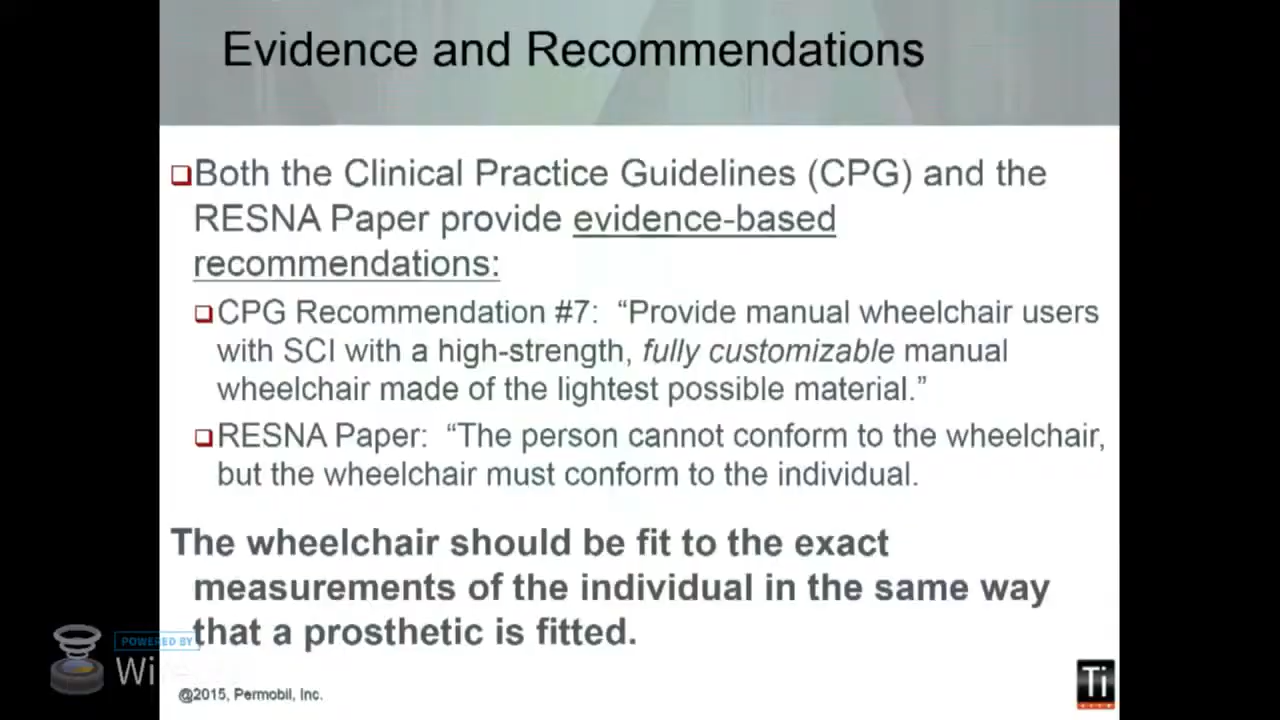 Evidence and Recommendations
Both the Clinical Practice Guidelines (CPG) and the
RESNA Paper provide evidence-based
recommendations:
CPG Recommendation #7: “Provide manual wheelchair users
with SCI with a high-strength, fully customizable manual
wheelchair made of the lightest possible material.”
RESNA Paper: “The person cannot conform to the wheelchair,
but the wheelchair must conform to the individual.
The wheelchair should be fit to the exact
measurements of the individual in the same way
that a prosthetic is fitted.
POWERED BY
@2015, Permobil, Inc.
Ti